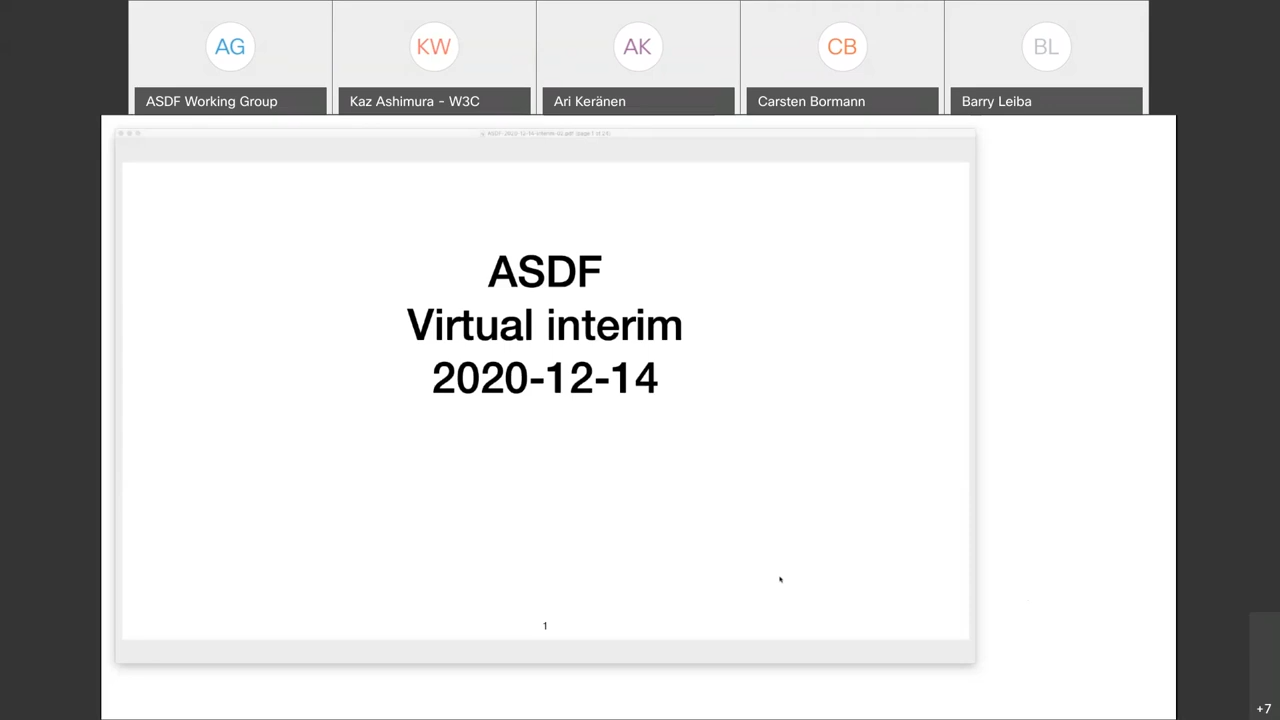 AG
KW
AK
CB
BL
ASDF Working Group
Kaz Ashimura - W3C
Ari Keränen
Carsten Bormann
Barry Leiba
ASDF
Virtual interim
2020-12-14
1
+7